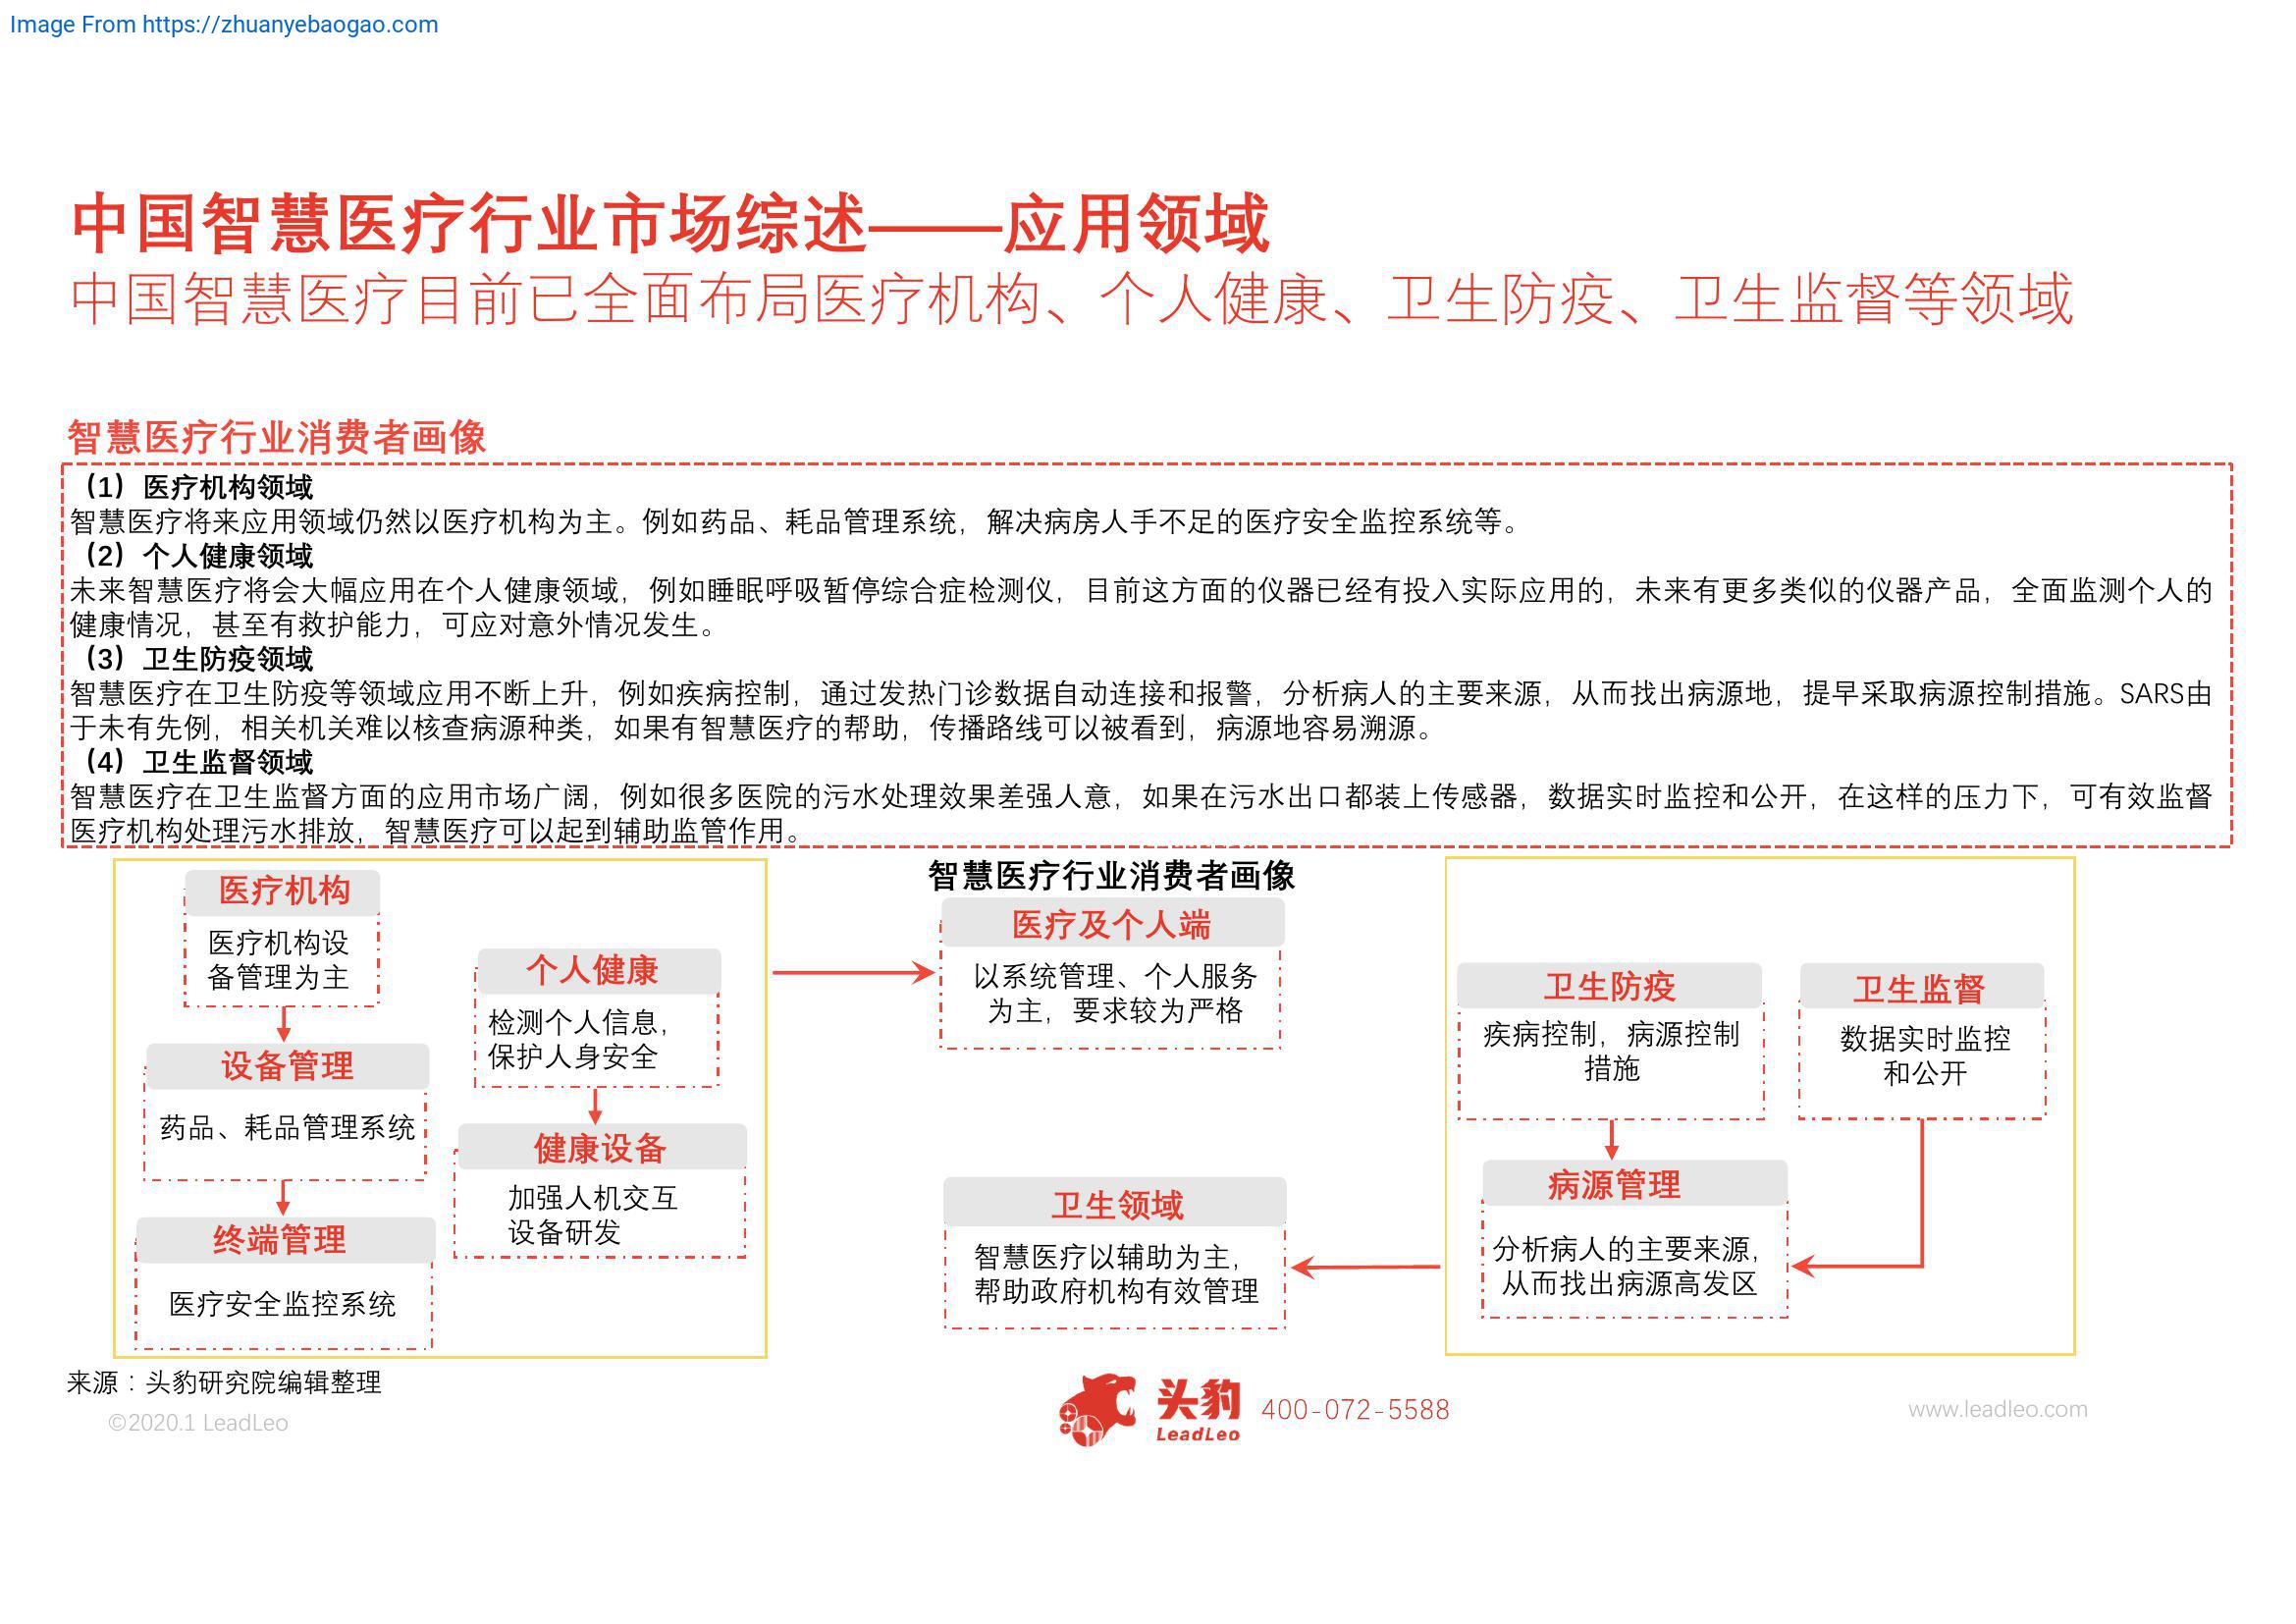 Image From https://zhuanyebaogao.com
中国智慧医疗行业市场综述——应用领域
中国智慧医疗目前已全面布局医疗机构、个人健康、卫生防疫、卫生监督等领域
智慧医疗行业消费者画像
（1）医疗机构领域
智慧医疗将来应用领域仍然以医疗机构为主。例如药品、耗品管理系统，解决病房人手不足的医疗安全监控系统等。
（2）个人健康领域
未来智慧医疗将会大幅应用在个人健康领域，例如睡眠呼吸暂停综合症检测仪，目前这方面的仪器已经有投入实际应用的，未来有更多类似的仪器产品，全面监测个人的
健康情况，甚至有救护能力，可应对意外情况发生。
（3）卫生防疫领域
智慧医疗在卫生防疫等领域应用不断上升，例如疾病控制，通过发热门诊数据自动连接和报警，分析病人的主要来源，从而找出病源地，提早采取病源控制措施。SARS由
于未有先例，相关机关难以核查病源种类，如果有智慧医疗的帮助，传播路线可以被看到，病源地容易溯源。
（4）卫生监督领域
智慧医疗在卫生监督方面的应用市场广阔，例如很多医院的污水处理效果差强人意，如果在污水出口都装上传感器，数据实时监控和公开，在这样的压力下，可有效监督
医疗机构处理污水排放，智慧医疗可以起到辅助监管作用。
医疗机构
医疗机构设
备管理为主
设备管理
药品、耗品管理系统
终端管理
医疗安全监控系统
个人健康
检测个人信息，
保护人身安全
健康设备
加强人机交互
设备研发
智慧医疗行业消费者画像
医疗及个人端
以系统管理、个人服务
为主，要求较为严格
卫生领域
智慧医疗以辅助为主，
帮助政府机构有效管理
卫生防疫
疾病控制，病源控制
措施
卫生监督
数据实时监控
和公开
病源管理
分析病人的主要来源，
从而找出病源高发区
来源：头豹研究院编辑整理
©2020.1 LeadLeo
头豹
LeadLeo
400-072-5588
www.leadleo.com